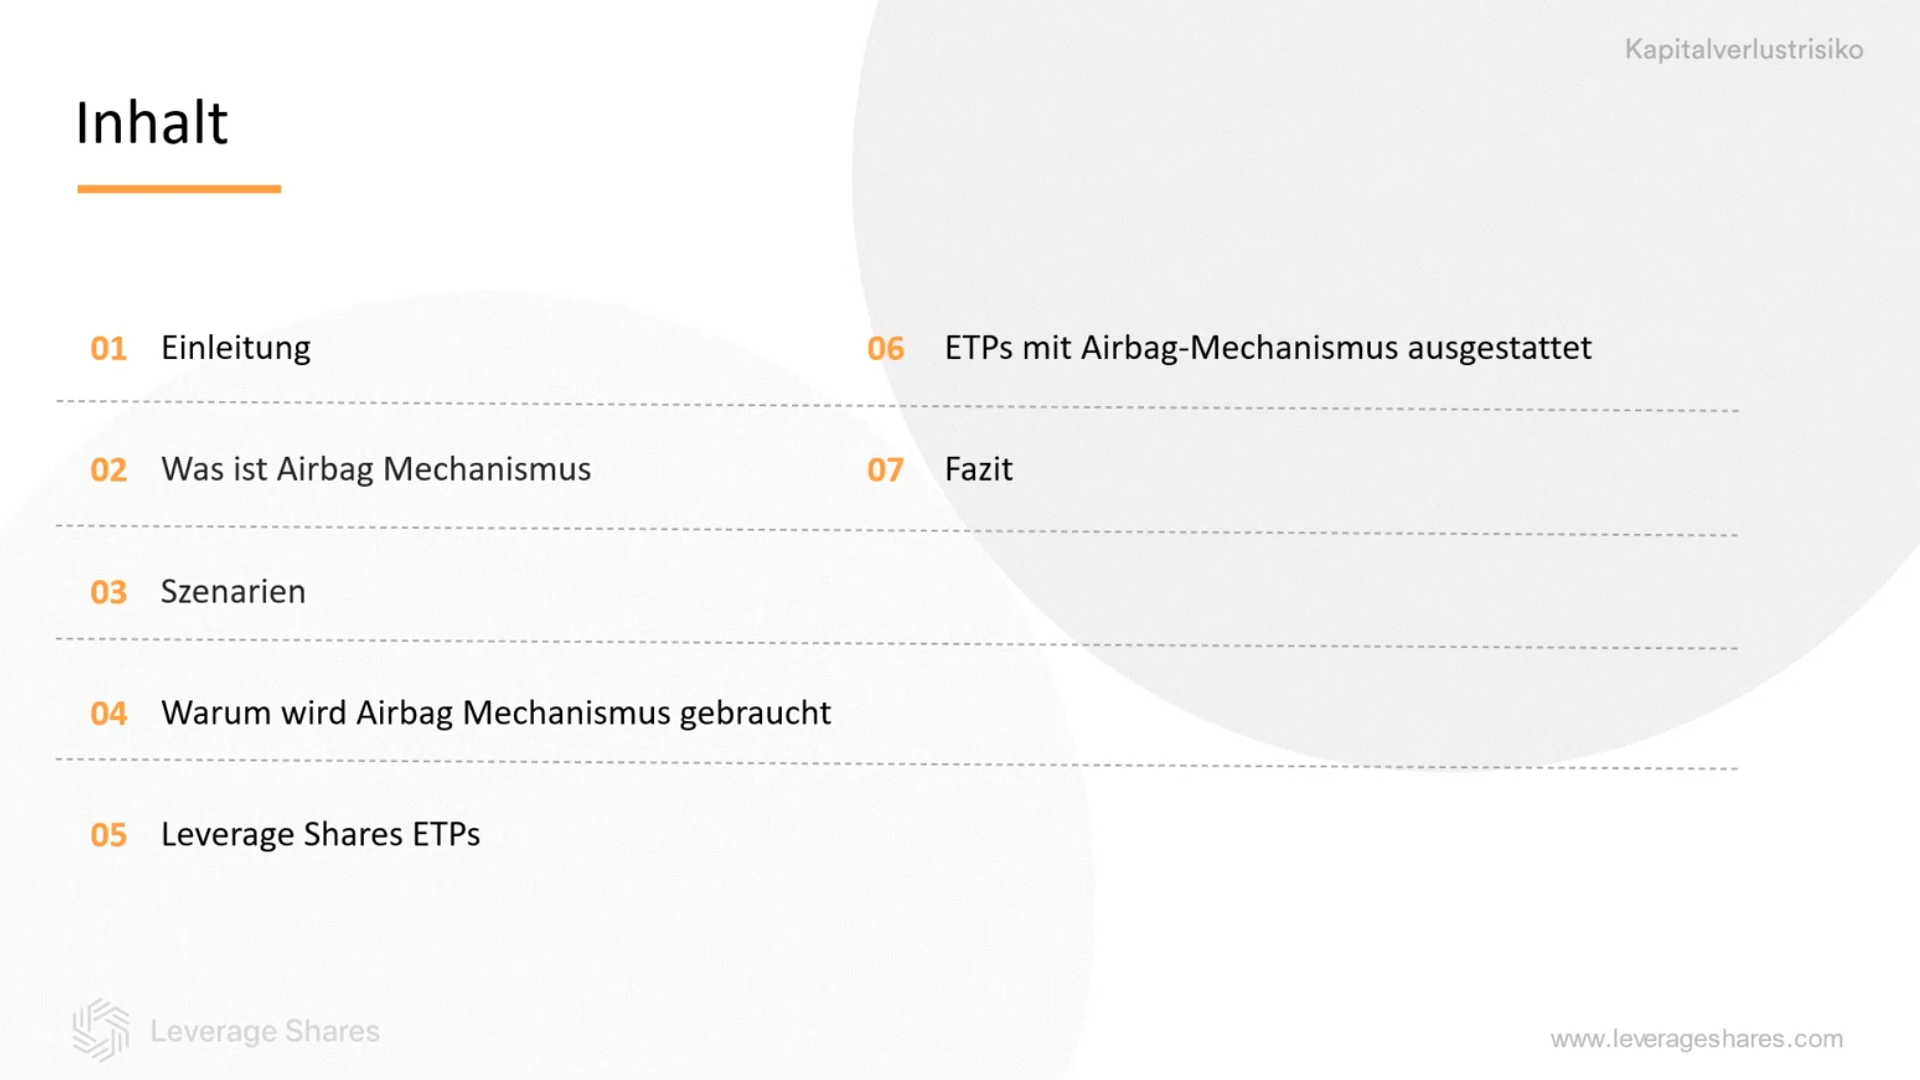 Kapitalverlustrisiko
Inhalt
01 Einleitung
02 Was ist Airbag Mechanismus
03 Szenarien
04 Warum wird Airbag Mechanismus gebraucht
05 Leverage Shares ETPs
06 ETPs mit Airbag-Mechanismus ausgestattet
07 Fazit
Leverage Shares
www.leverageshares.com